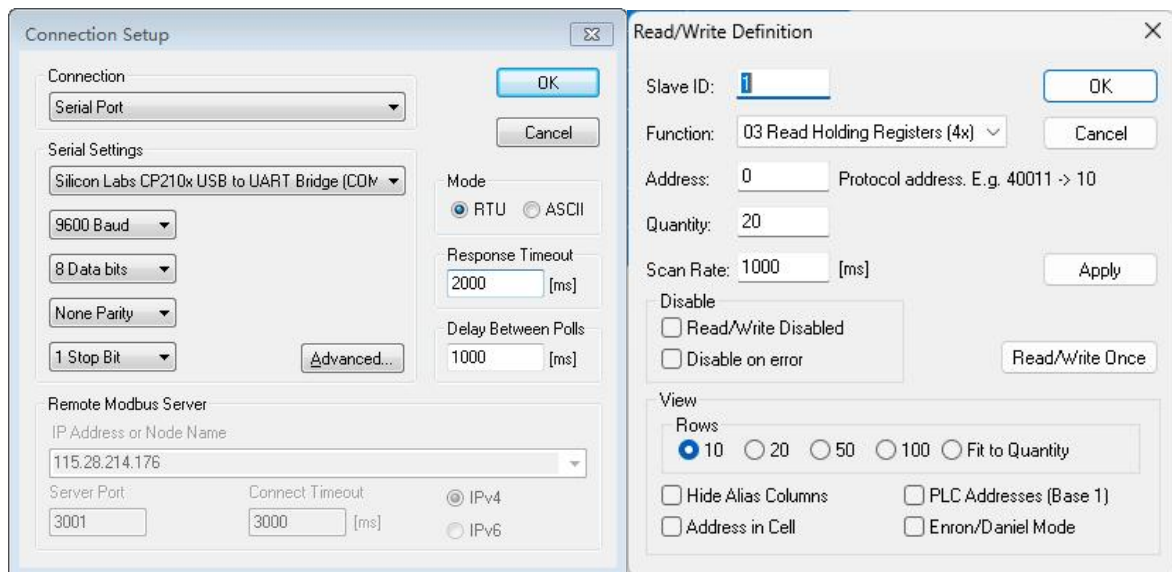 Connection Setup
Connection
Serial Port
OK
Cancel
Serial Settings
Silicon Labs CP210x USB to UART Bridge (COM
9600 Baud
8 Data bits
None Parity
1 Stop Bit
Advanced...
Mode
RTU ASCII
Response Timeout
2000 [ms]
Delay Between Polls
1000 [ms]
Remote Modbus Server
IP Address or Node Name
115.28.214.176
Server Port Connect Timeout
3001 3000 [ms]
IPv4
IPv6
Read/Write Definition
Slave ID: 1
OK
Function: 03 Read Holding Registers (4x)
Cancel
Address: 0 Protocol address. E.g. 40011 -> 10
Quantity: 20
Scan Rate: 1000 [ms]
Apply
Disable
Read/Write Disabled
Disable on error
Read/Write Once
View
Rows
10 20 50 100 Fit to Quantity
Hide Alias Columns PLC Addresses (Base 1)
Address in Cell Enron/Daniel Mode